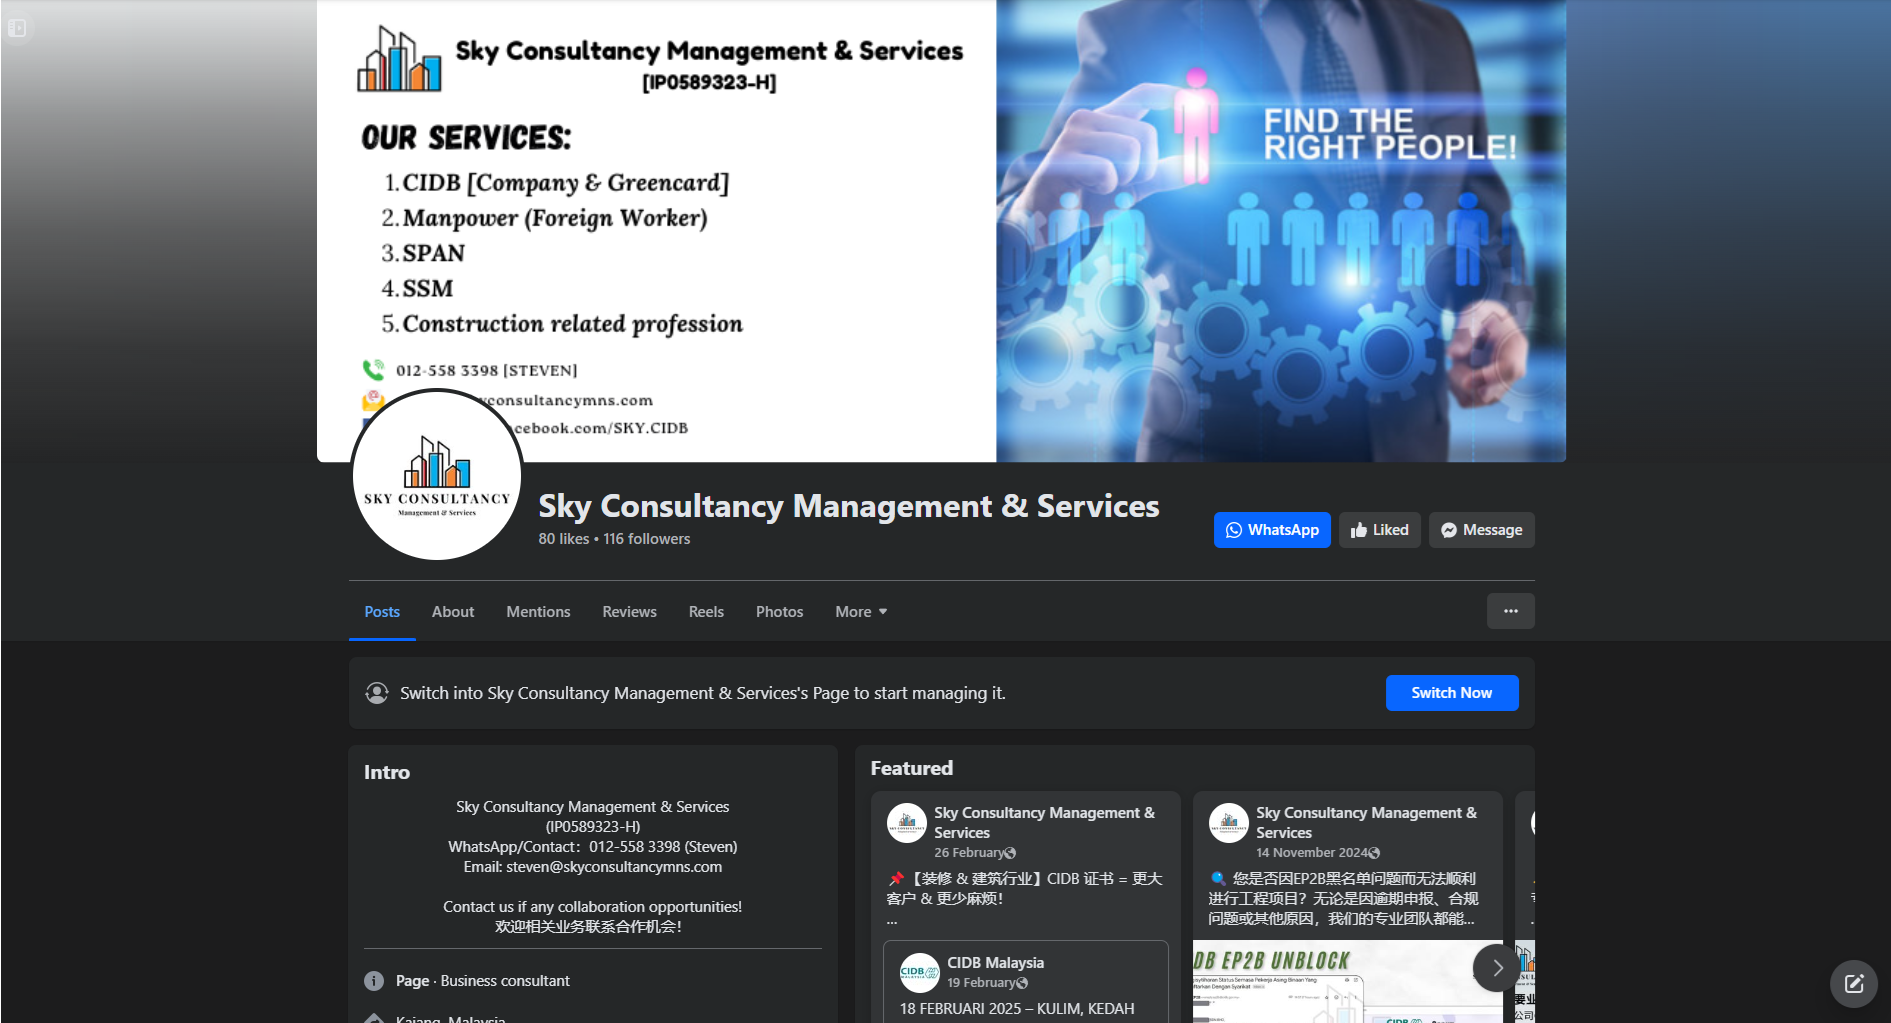 Sky Consultancy Management & Services
[IP0589323-H]
OUR SERVICES:
1. CIDB [Company & Greencard]
2. Manpower (Foreign Worker)
3. SPAN
4. SSM
5. Construction related profession
012-558 3398 [STEVEN]
yconsultancymns.com
cebook.com/SKY.CIDB
FIND THE
RIGHT PEOPLE!
SKY CONSULTANCY
Management & Services
Sky Consultancy Management & Services
80 likes • 116 followers
WhatsApp
Liked
Message
Posts
About
Mentions
Reviews
Reels
Photos
More
Switch into Sky Consultancy Management & Services's Page to start managing it.
Switch Now
Intro
Sky Consultancy Management & Services
(IP0589323-H)
WhatsApp/Contact：012-558 3398 (Steven)
Email: steven@skyconsultancymns.com
Contact us if any collaboration opportunities!
欢迎相关业务联系合作机会！
Page · Business consultant
Kajang, Malaysia
Featured
Sky Consultancy Management &
Services
26 February
📌【装修 & 建筑行业】CIDB 证书 = 更大
客户 & 更少麻烦！
...
CIDB Malaysia
19 February
18 FEBRUARI 2025 – KULIM, KEDAH
Sky Consultancy Management &
Services
14 November 2024
🔍 您是否因EP2B黑名单问题而无法顺利
进行工程项目？无论是因逾期申报、合规
问题或其他原因，我们的专业团队都能...
DB EP2B UNBLOCK
CIDB
要业
公司